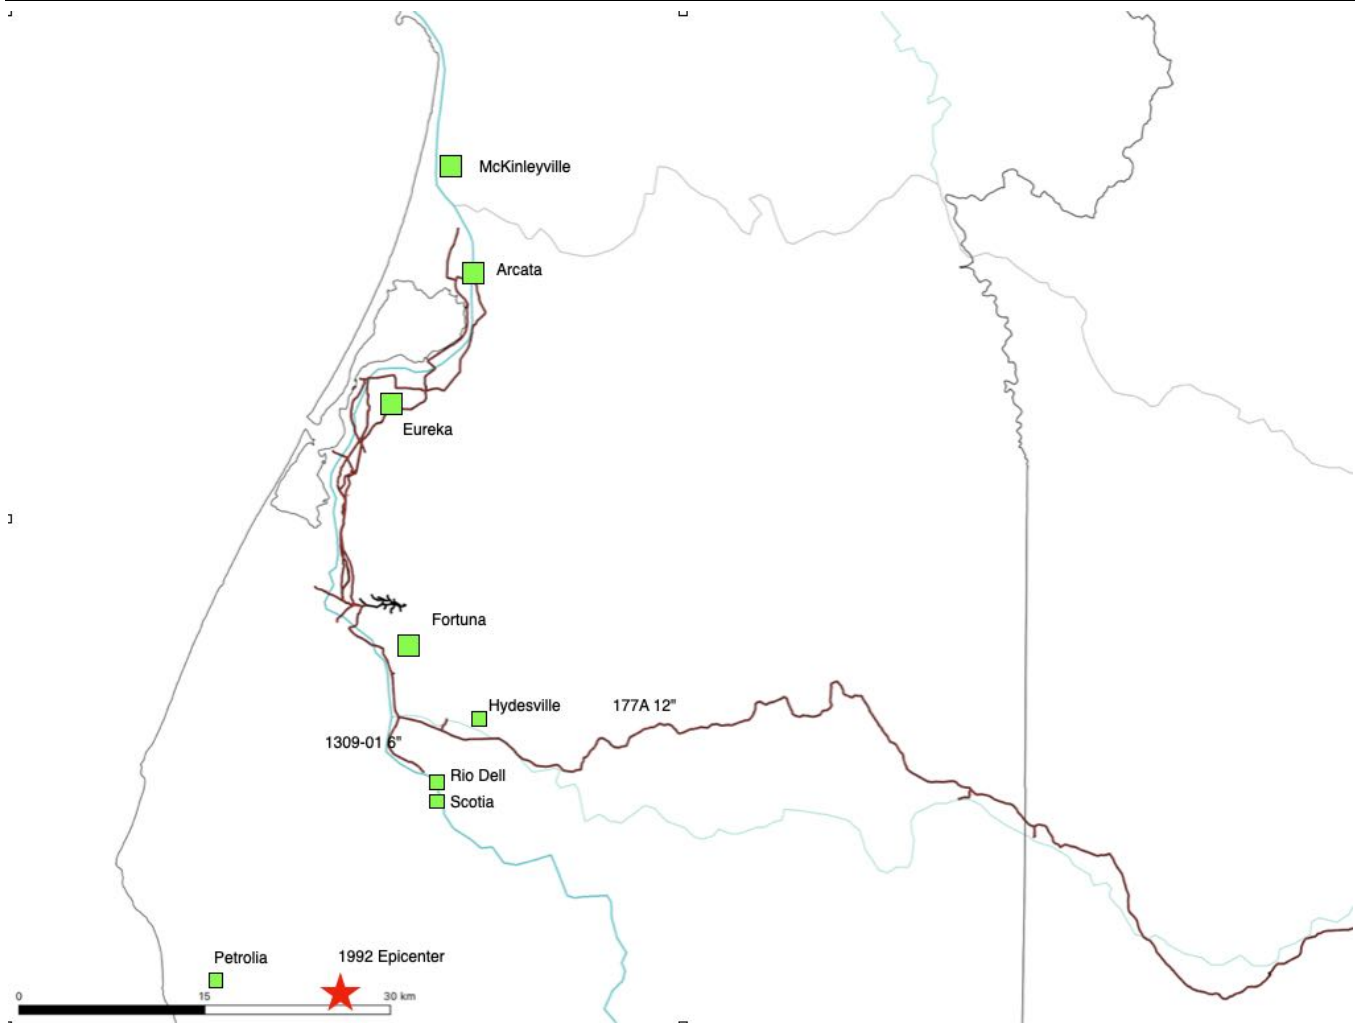 McKinleyville
Arcata
Eureka
Fortuna
Hydesville
177A 12"
1309-01 6"
Rio Dell
Scotia
Petrolia
1992 Epicenter
0 15 30 km